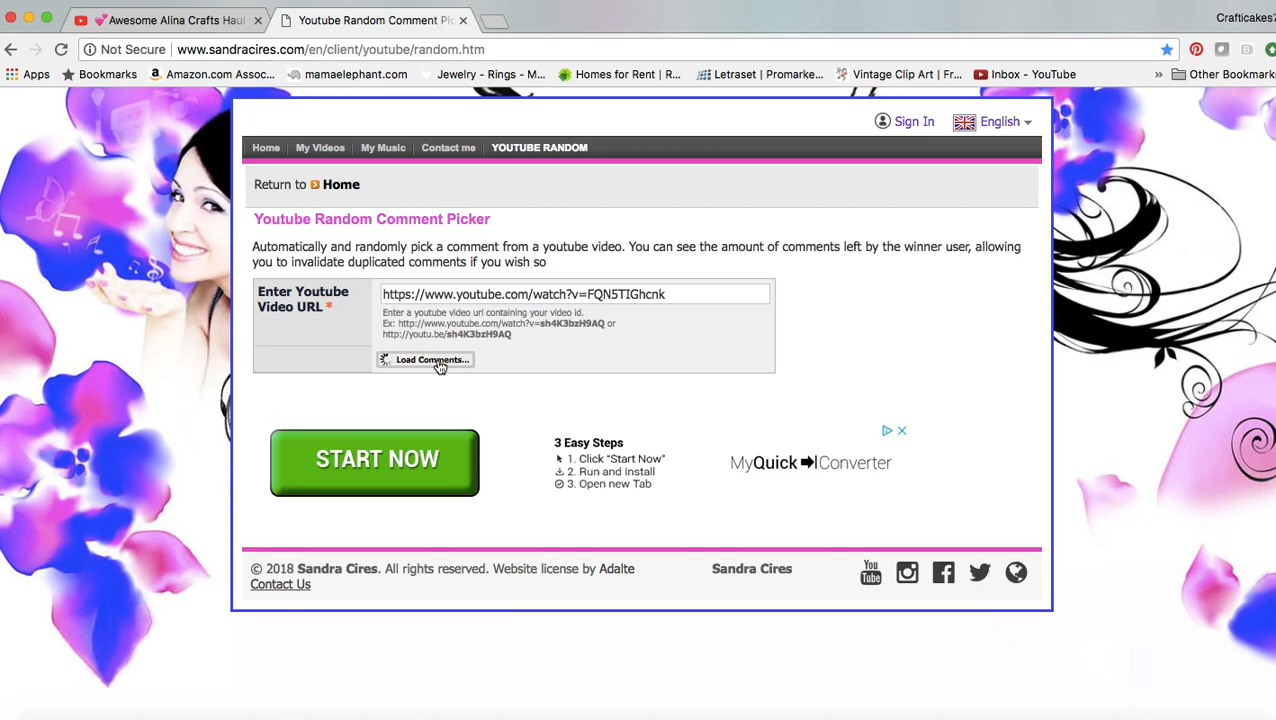 💕Awesome Alina Crafts Haul
Youtube Random Comment Pic
Crafticakes7
Not Secure
www.sandracires.com/en/client/youtube/random.htm
Apps
Bookmarks
Amazon.com Assoc...
mamaelephant.com
Jewelry - Rings - M...
Homes for Rent | R...
Letraset | Promarke...
Vintage Clip Art | Fr...
Inbox - YouTube
»
Other Bookmarks
Sign In
English
Home
My Videos
My Music
Contact me
YOUTUBE RANDOM
Return to Home
Youtube Random Comment Picker
Automatically and randomly pick a comment from a youtube video. You can see the amount of comments left by the winner user, allowing
you to invalidate duplicated comments if you wish so
Enter Youtube
Video URL *
https://www.youtube.com/watch?v=FQN5TIGhcnk
Enter a youtube video url containing your video id.
Ex: http://www.youtube.com/watch?v=sh4K3bzH9AQ or
http://youtu.be/sh4K3bzH9AQ
Load Comments...
START NOW
3 Easy Steps
1. Click "Start Now"
2. Run and Install
3. Open new Tab
MyQuick Converter
© 2018 Sandra Cires. All rights reserved. Website license by Adalte
Contact Us
Sandra Cires
You
Tube